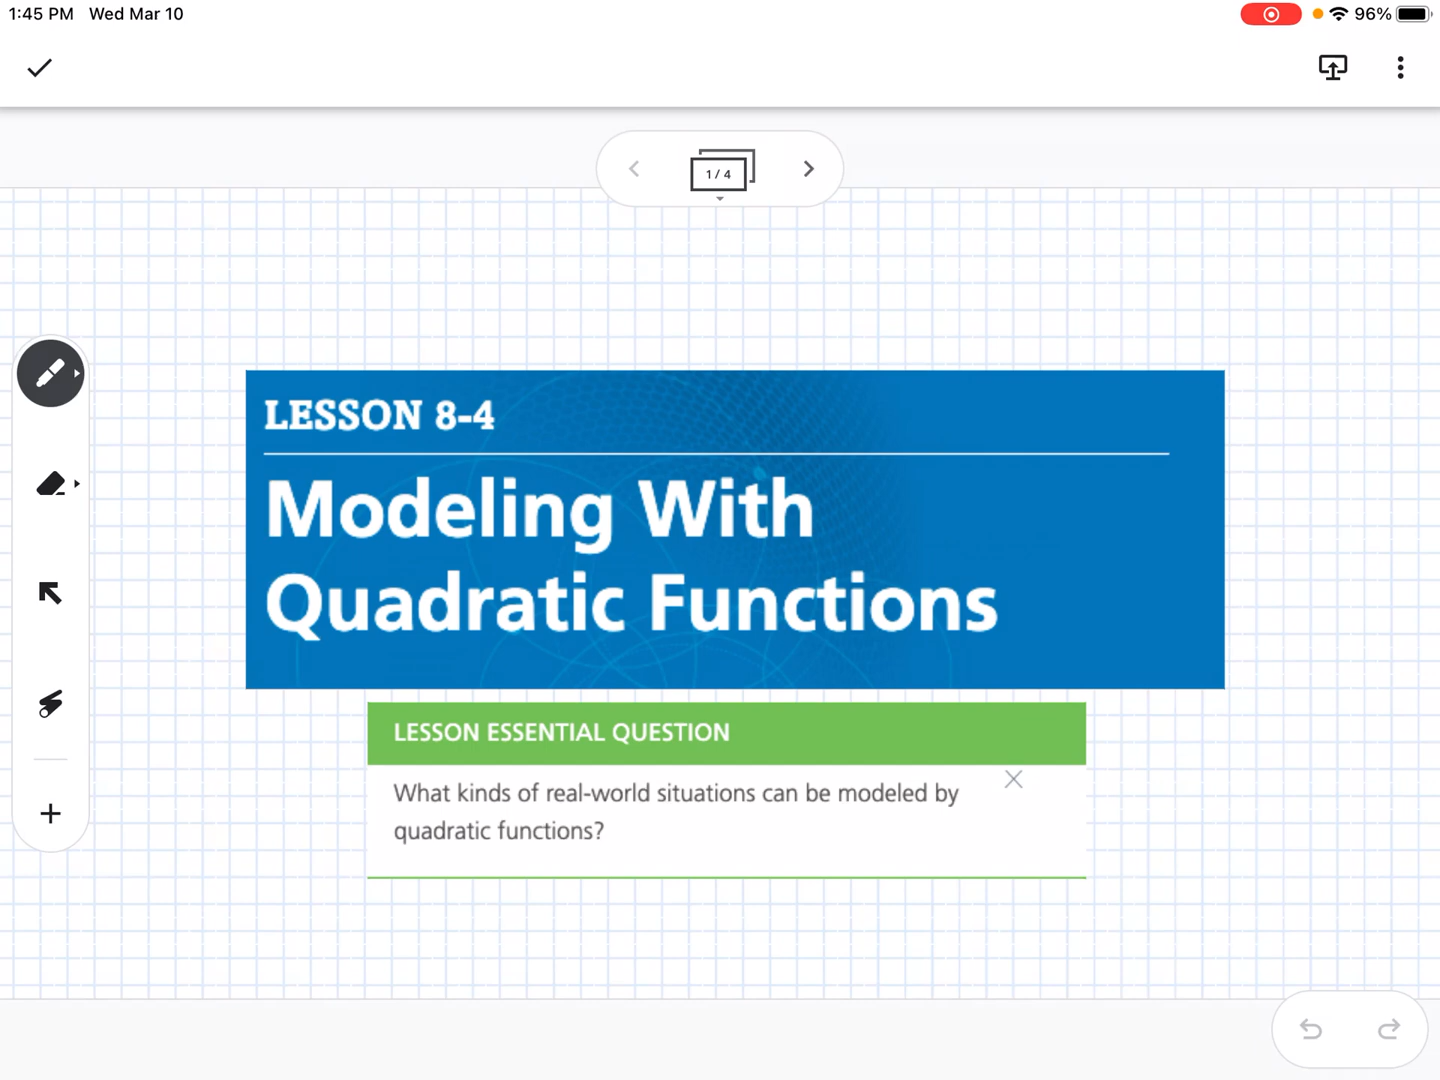 1:45 PM Wed Mar 10
96%
1 / 4
LESSON 8-4
Modeling With
Quadratic Functions
LESSON ESSENTIAL QUESTION
What kinds of real-world situations can be modeled by
quadratic functions?